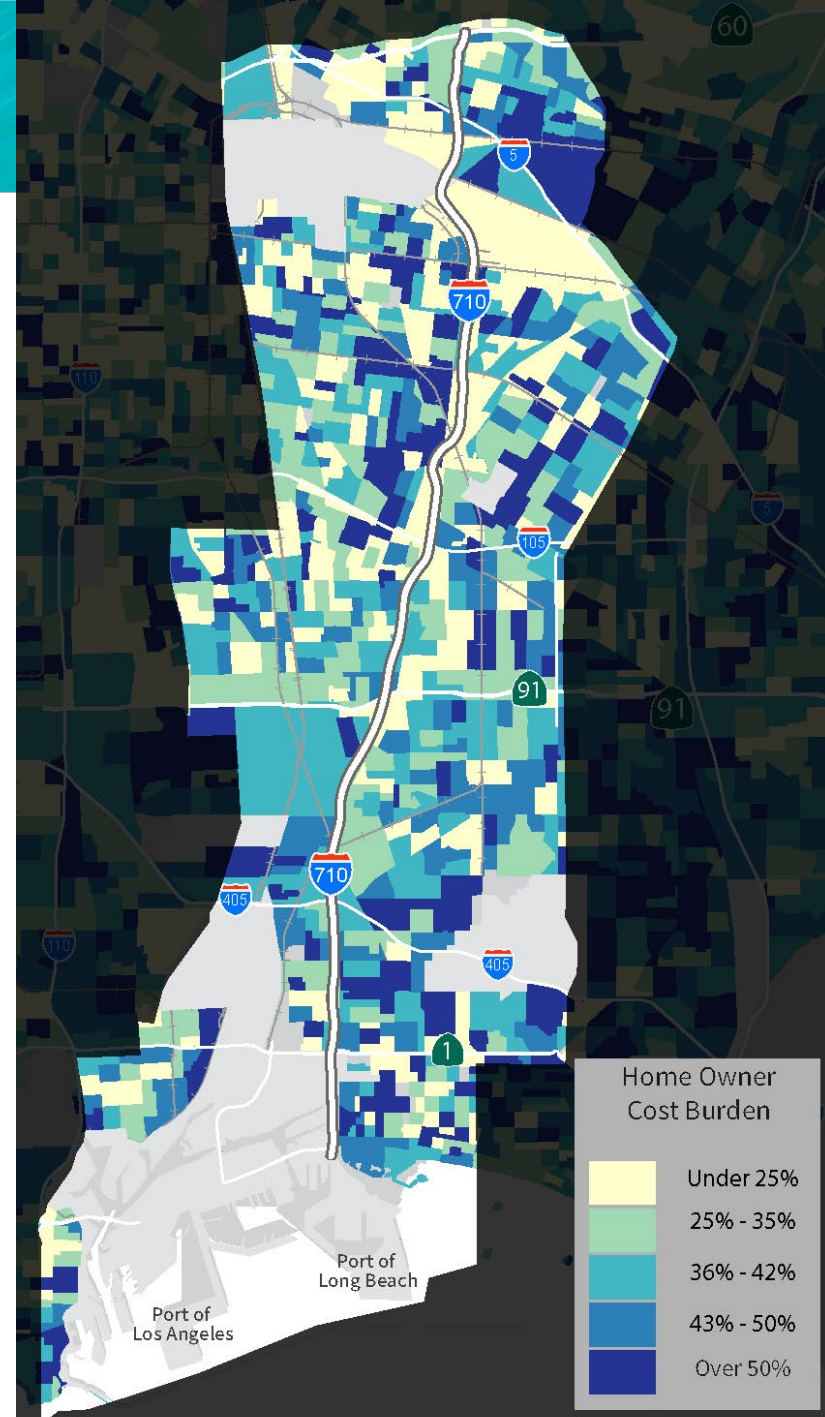 60
5
710
110
5
105
91
91
710
405
110
405
1
Home Owner
Cost Burden
Under 25%
25% - 35%
36% - 42%
43% - 50%
Over 50%
Port of
Long Beach
Port of
Los Angeles